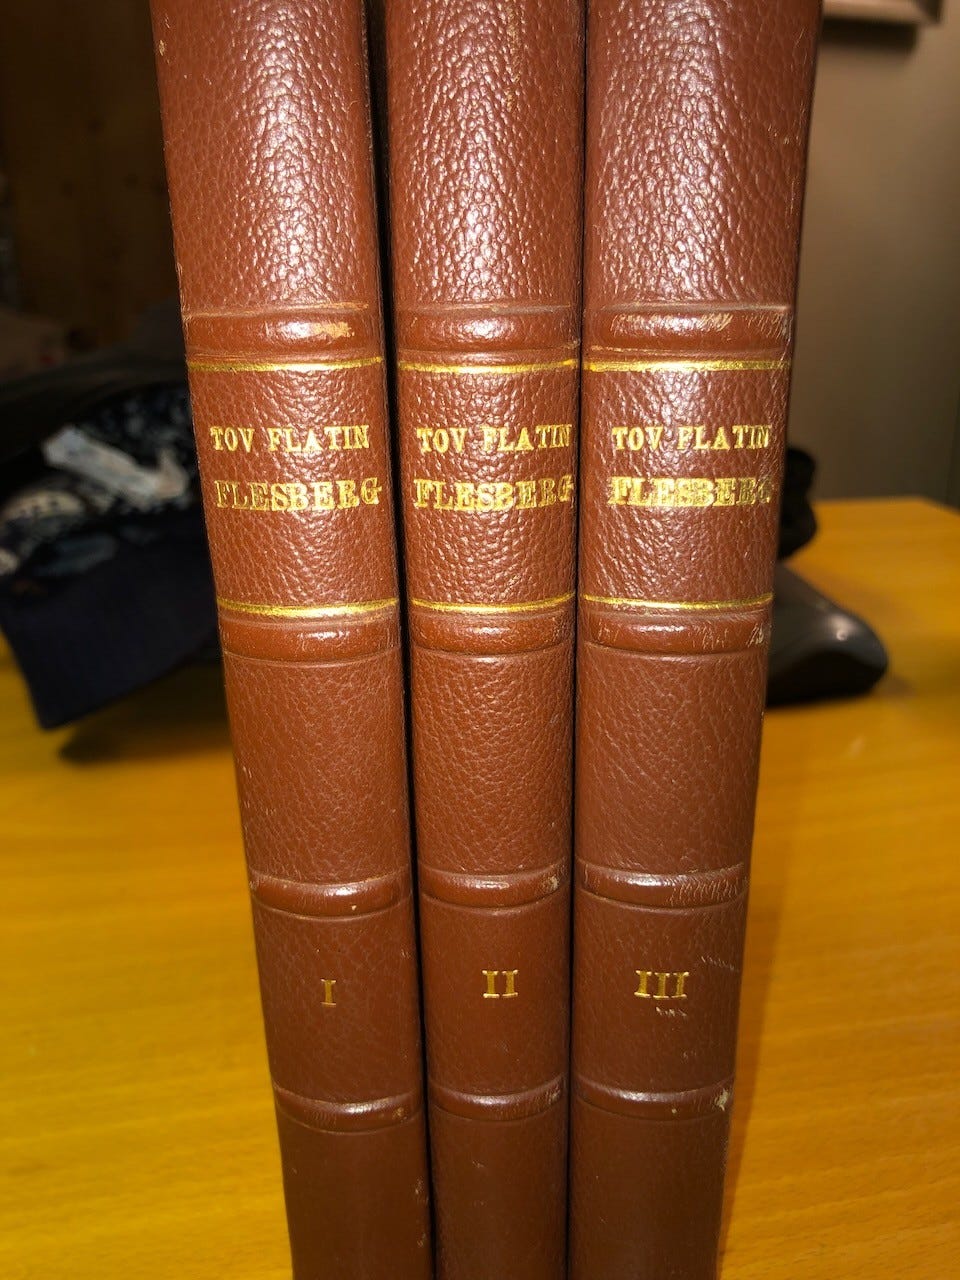 TOV FLATIN
FLESBERG
I
TOV FLATIN
FLESBERG
II
TOV FLATIN
FLESBERG
III